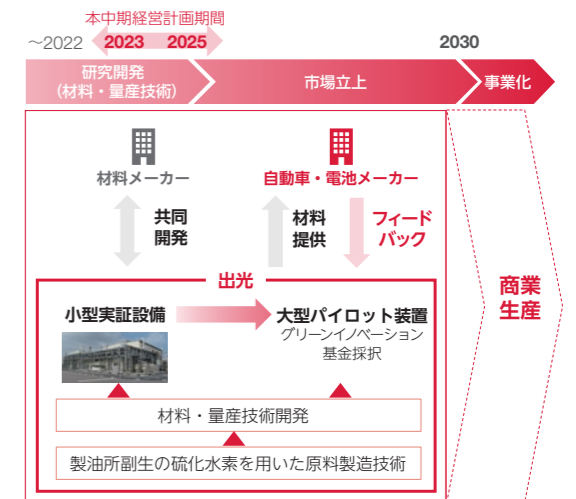 本中期経営計画期間
～2022 2023 2025 2030
研究開発
（材料・量産技術）
市場立上
事業化
材料メーカー
自動車・電池メーカー
共同
開発
材料
提供
フィード
バック
出光
小型実証設備
大型パイロット装置
グリーンイノベーション
基金採択
材料・量産技術開発
製油所副生の硫化水素を用いた原料製造技術
商業
生産